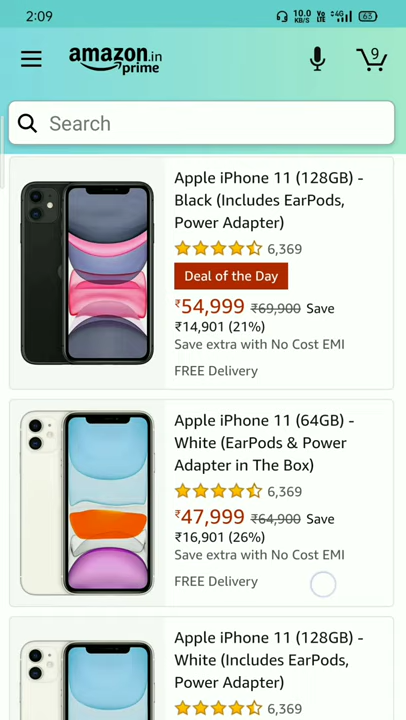 2:09
10.0 KB/S Vo LTE 4G 63
amazon.in
prime
9
Search
Apple iPhone 11 (128GB) -
Black (Includes EarPods,
Power Adapter)
6,369
Deal of the Day
₹54,999 ₹69,900 Save
₹14,901 (21%)
Save extra with No Cost EMI
FREE Delivery
Apple iPhone 11 (64GB) -
White (EarPods & Power
Adapter in The Box)
6,369
₹47,999 ₹64,900 Save
₹16,901 (26%)
Save extra with No Cost EMI
FREE Delivery
Apple iPhone 11 (128GB) -
White (Includes EarPods,
Power Adapter)
6,369